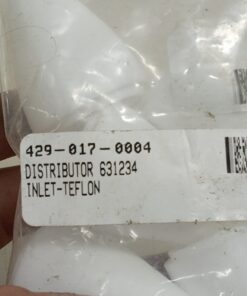 429-017-0004
DISTRIBUTOR 631234
INLET-TEFLON